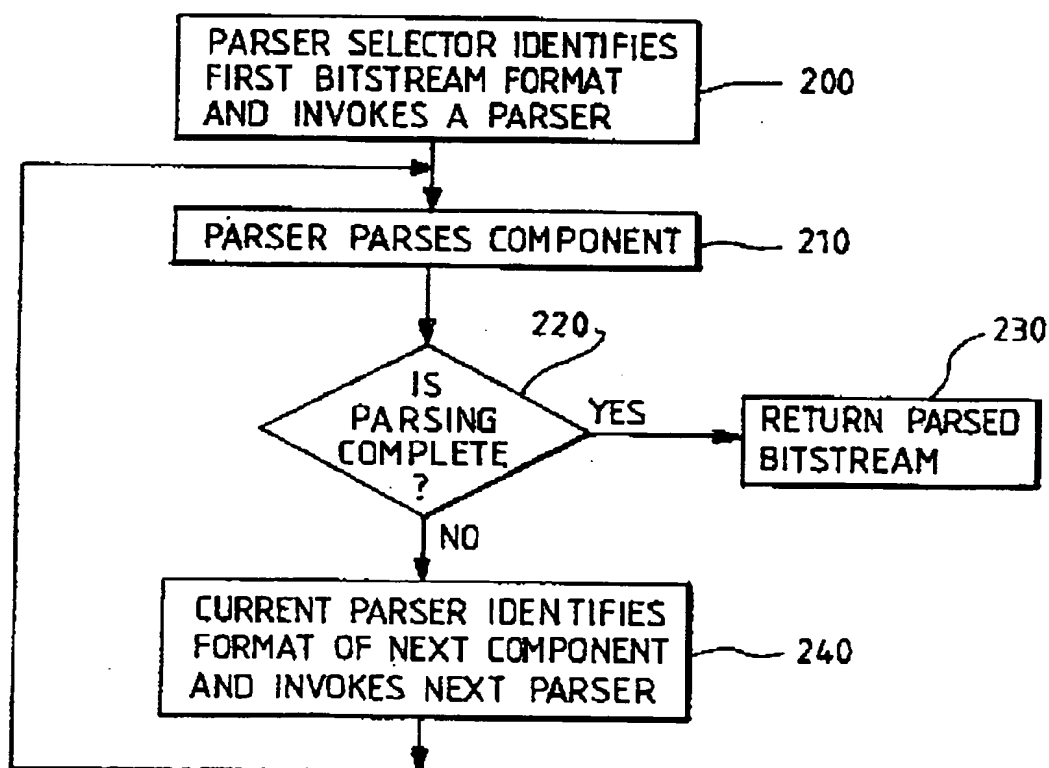 PARSER SELECTOR IDENTIFIES
FIRST BITSTREAM FORMAT
AND INVOKES A PARSER
200
PARSER PARSES COMPONENT
210
220
230
IS
PARSING
COMPLETE
?
YES
RETURN PARSED
BITSTREAM
NO
CURRENT PARSER IDENTIFIES
FORMAT OF NEXT COMPONENT
AND INVOKES NEXT PARSER
240